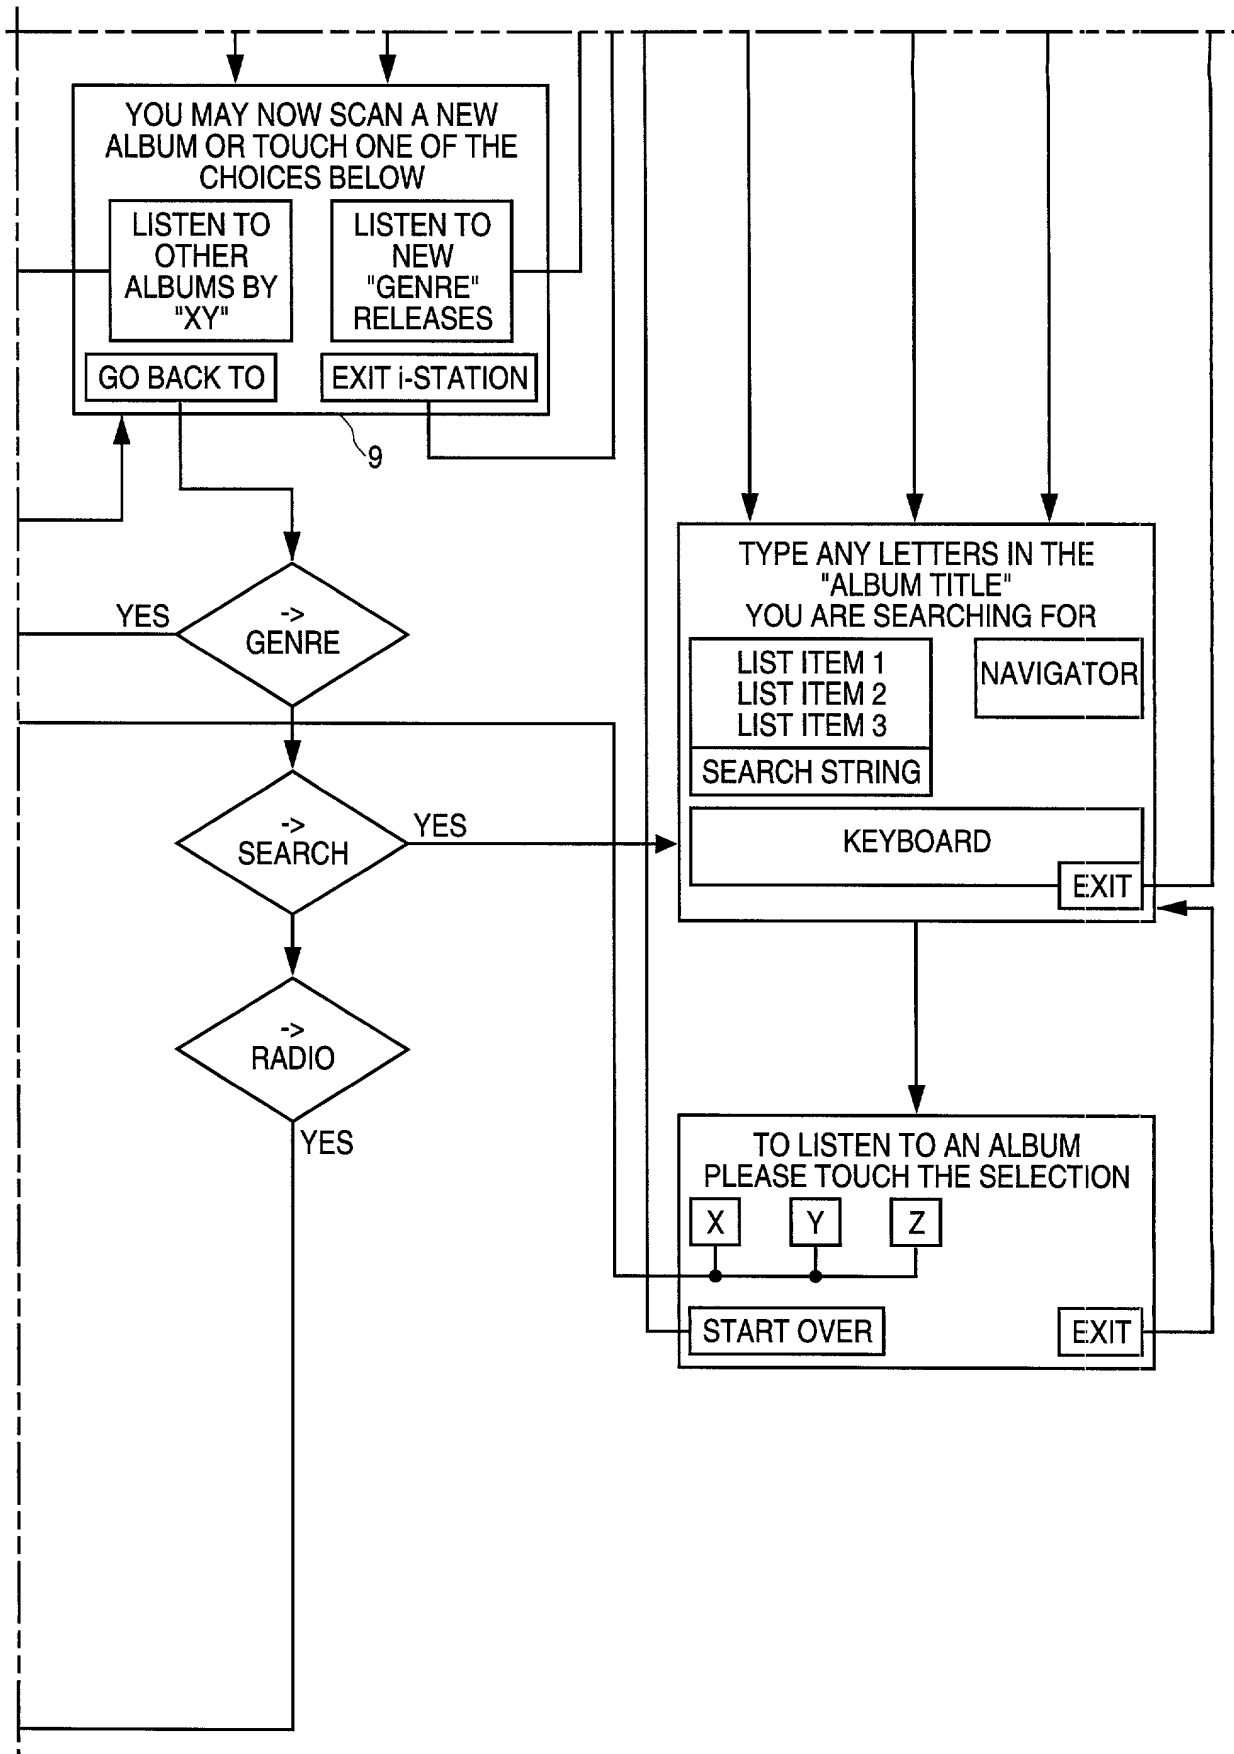 YOU MAY NOW SCAN A NEW
ALBUM OR TOUCH ONE OF THE
CHOICES BELOW
LISTEN TO
OTHER
ALBUMS BY
"XY"
LISTEN TO
NEW
"GENRE"
RELEASES
GO BACK TO
EXIT i-STATION
9
->
GENRE
YES
->
SEARCH
YES
->
RADIO
YES
TYPE ANY LETTERS IN THE
"ALBUM TITLE"
YOU ARE SEARCHING FOR
LIST ITEM 1
LIST ITEM 2
LIST ITEM 3
SEARCH STRING
NAVIGATOR
KEYBOARD
EXIT
TO LISTEN TO AN ALBUM
PLEASE TOUCH THE SELECTION
X
Y
Z
START OVER
EXIT